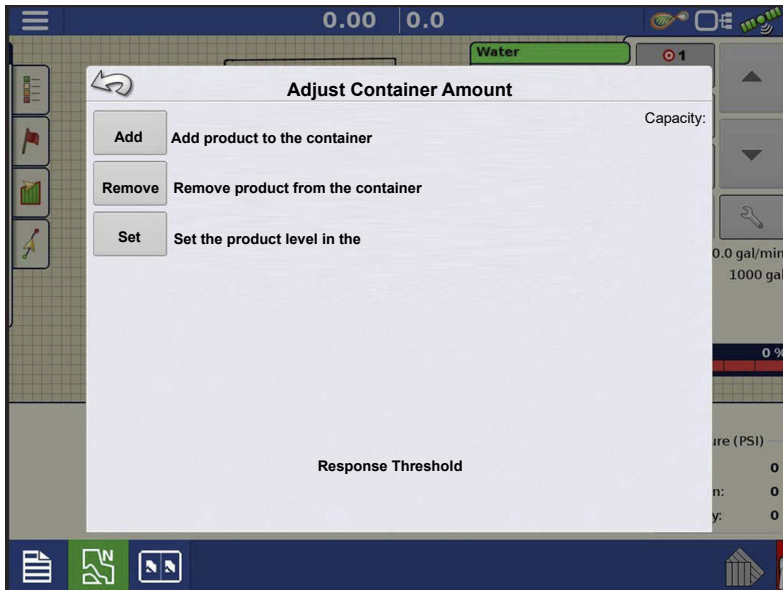 0.00 0.0
Water
1
Adjust Container Amount
Capacity:
Add Add product to the container
Remove Remove product from the container
Set Set the product level in the
0.0 gal/min
1000 gal
0 %
ure (PSI)
0
n: 0
y: 0
Response Threshold
N